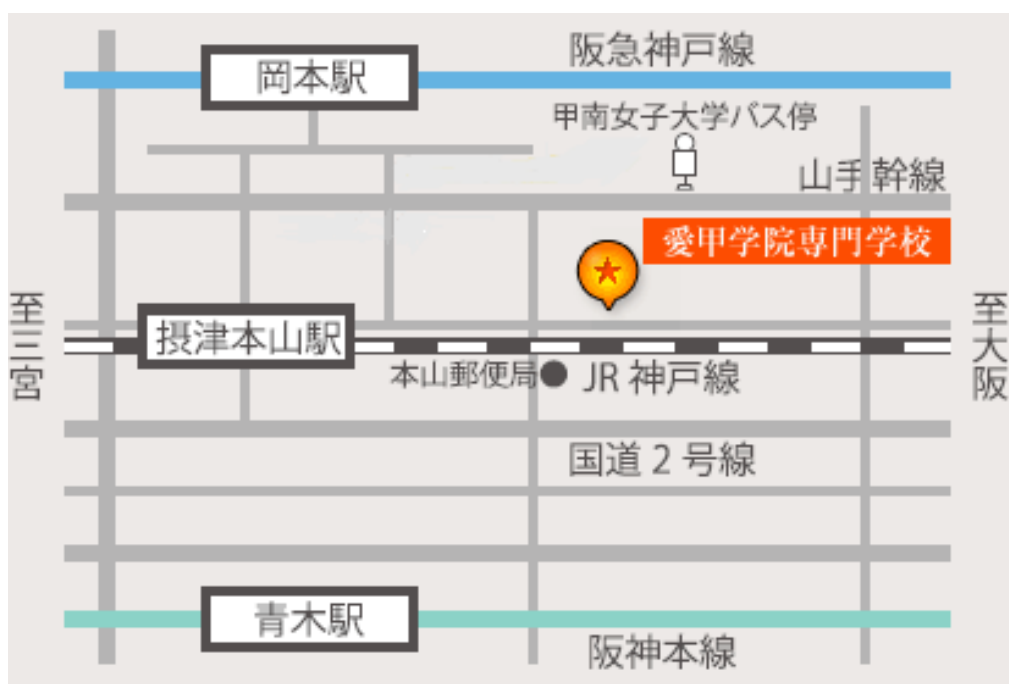 阪急神戸線
岡本駅
甲南女子大学バス停
山手幹線
愛甲学院専門学校
至三宮
摂津本山駅
至大阪
本山郵便局
JR 神戸線
国道 2 号線
青木駅
阪神本線